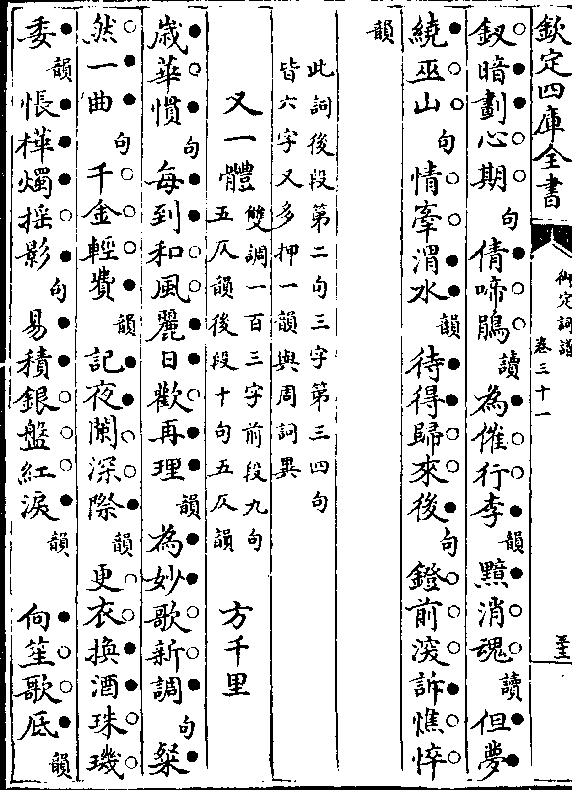 欽定四庫全書
御定詞譜
卷三十一
釵暗劃心期句倩啼鵑讀為催行李韻黯消魂讀但夢
繞巫山句情牽渭水韻待得歸來後句鐙前深訴憔悴
韻
此詞後段第二句三字第三四句
皆六字又多押一韻與周詞異
又一體雙調一百三字前段九句
五仄韻後段十句五仄韻
方千里
歲華慣句每到和風麗日歡再理韻為妙歌新調句粲
然一曲句千金輕費韻記夜闌深際韻更衣換酒珠璣
委韻悵樺燭搖影句易積銀盤紅淚韻向笙歌底韻